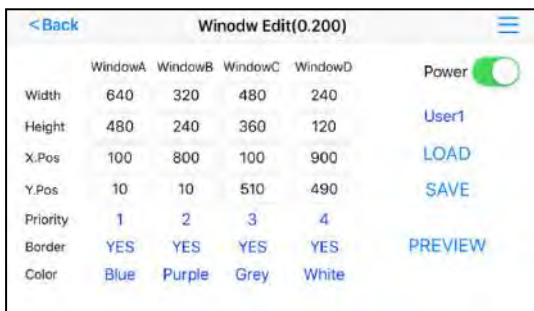 <Back Winodw Edit(0.200)
WindowA WindowB WindowC WindowD Power
Width 640 320 480 240
Height 480 240 360 120 User1
X.Pos 100 800 100 900 LOAD
Y.Pos 10 10 510 490 SAVE
Priority 1 2 3 4
Border YES YES YES YES PREVIEW
Color Blue Purple Grey White